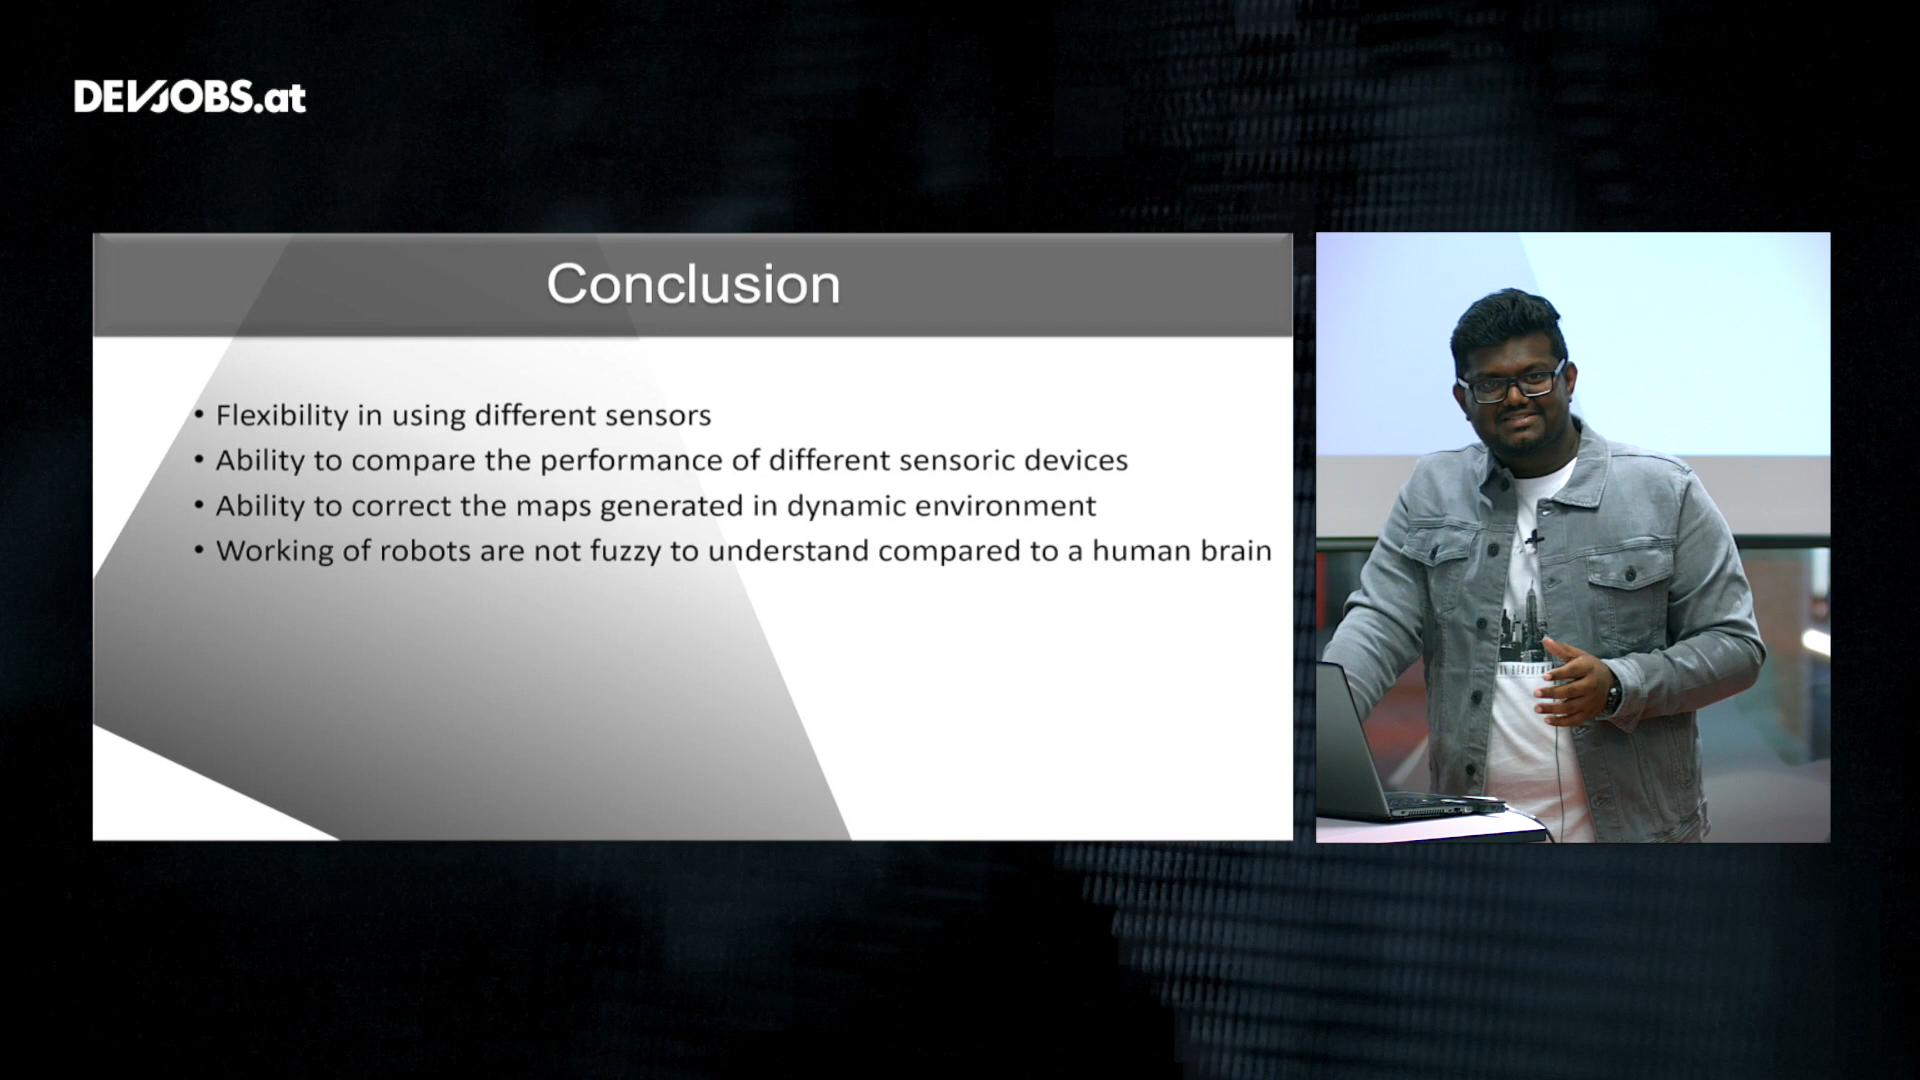 DEVJOBS.at
Conclusion
• Flexibility in using different sensors
• Ability to compare the performance of different sensoric devices
• Ability to correct the maps generated in dynamic environment
• Working of robots are not fuzzy to understand compared to a human brain